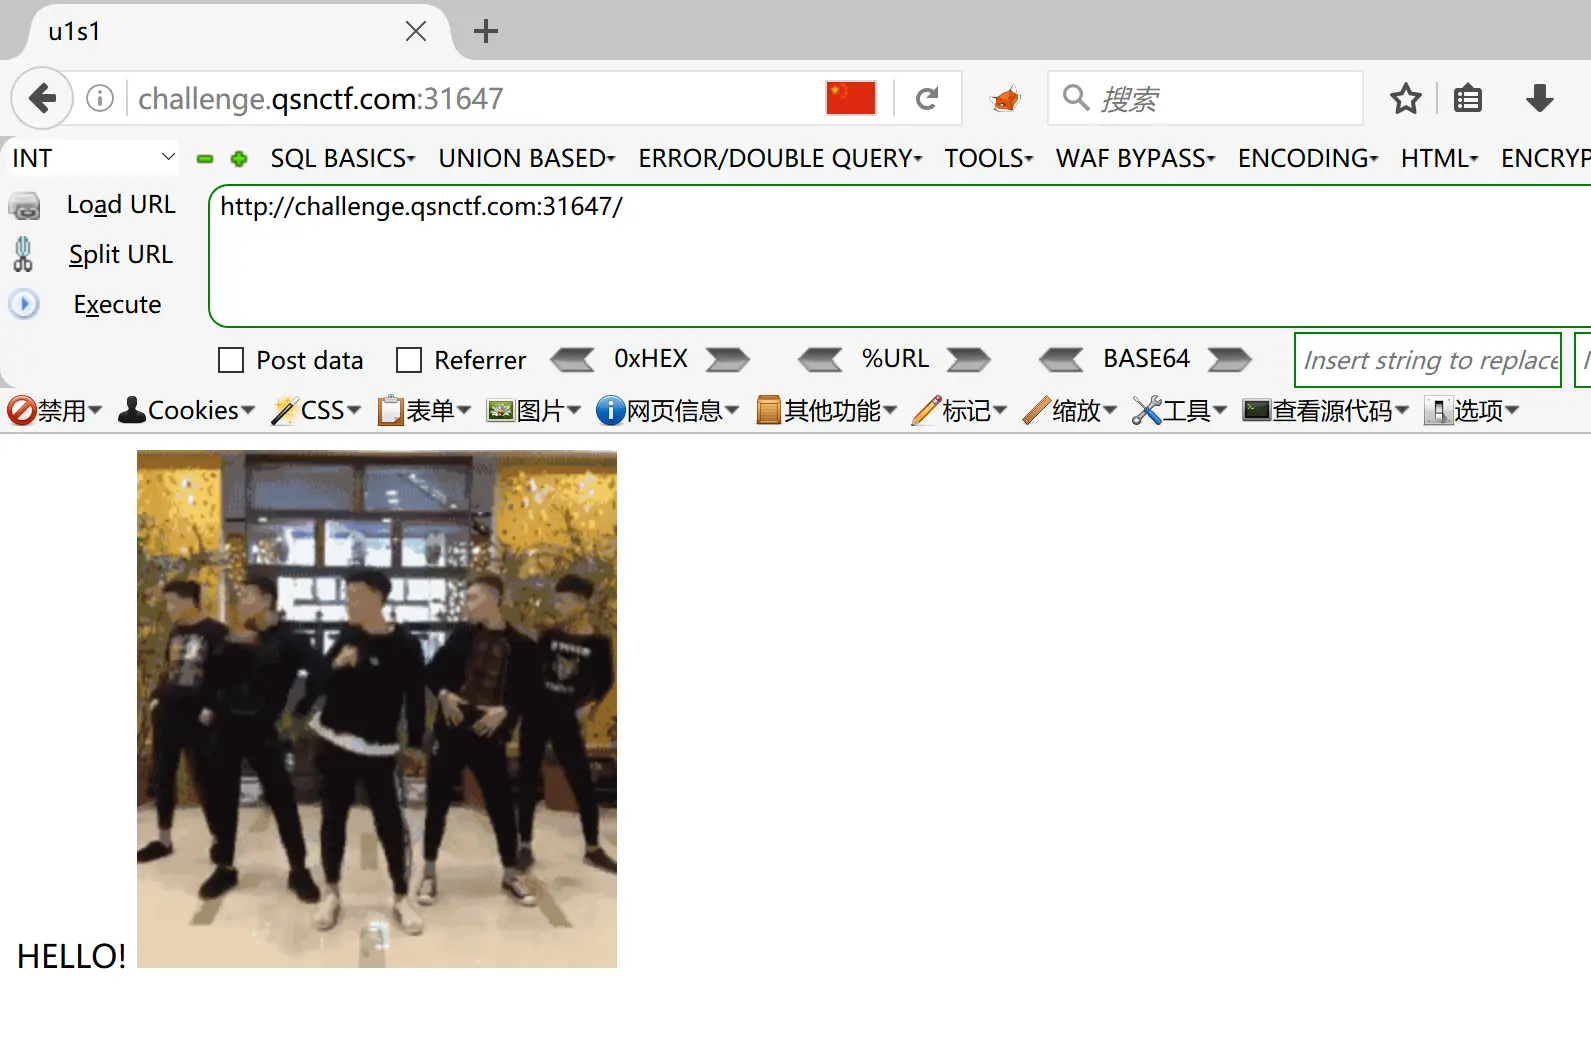 u1s1
challenge.qsnctf.com:31647
搜索
INT
SQL BASICS
UNION BASED
ERROR/DOUBLE QUERY
TOOLS
WAF BYPASS
ENCODING
HTML
ENCRYP
Load URL
http://challenge.qsnctf.com:31647/
Split URL
Execute
Post data
Referrer
0xHEX
%URL
BASE64
Insert string to replace
禁用
Cookies
CSS
表单
图片
网页信息
其他功能
标记
缩放
工具
查看源代码
选项
HELLO!